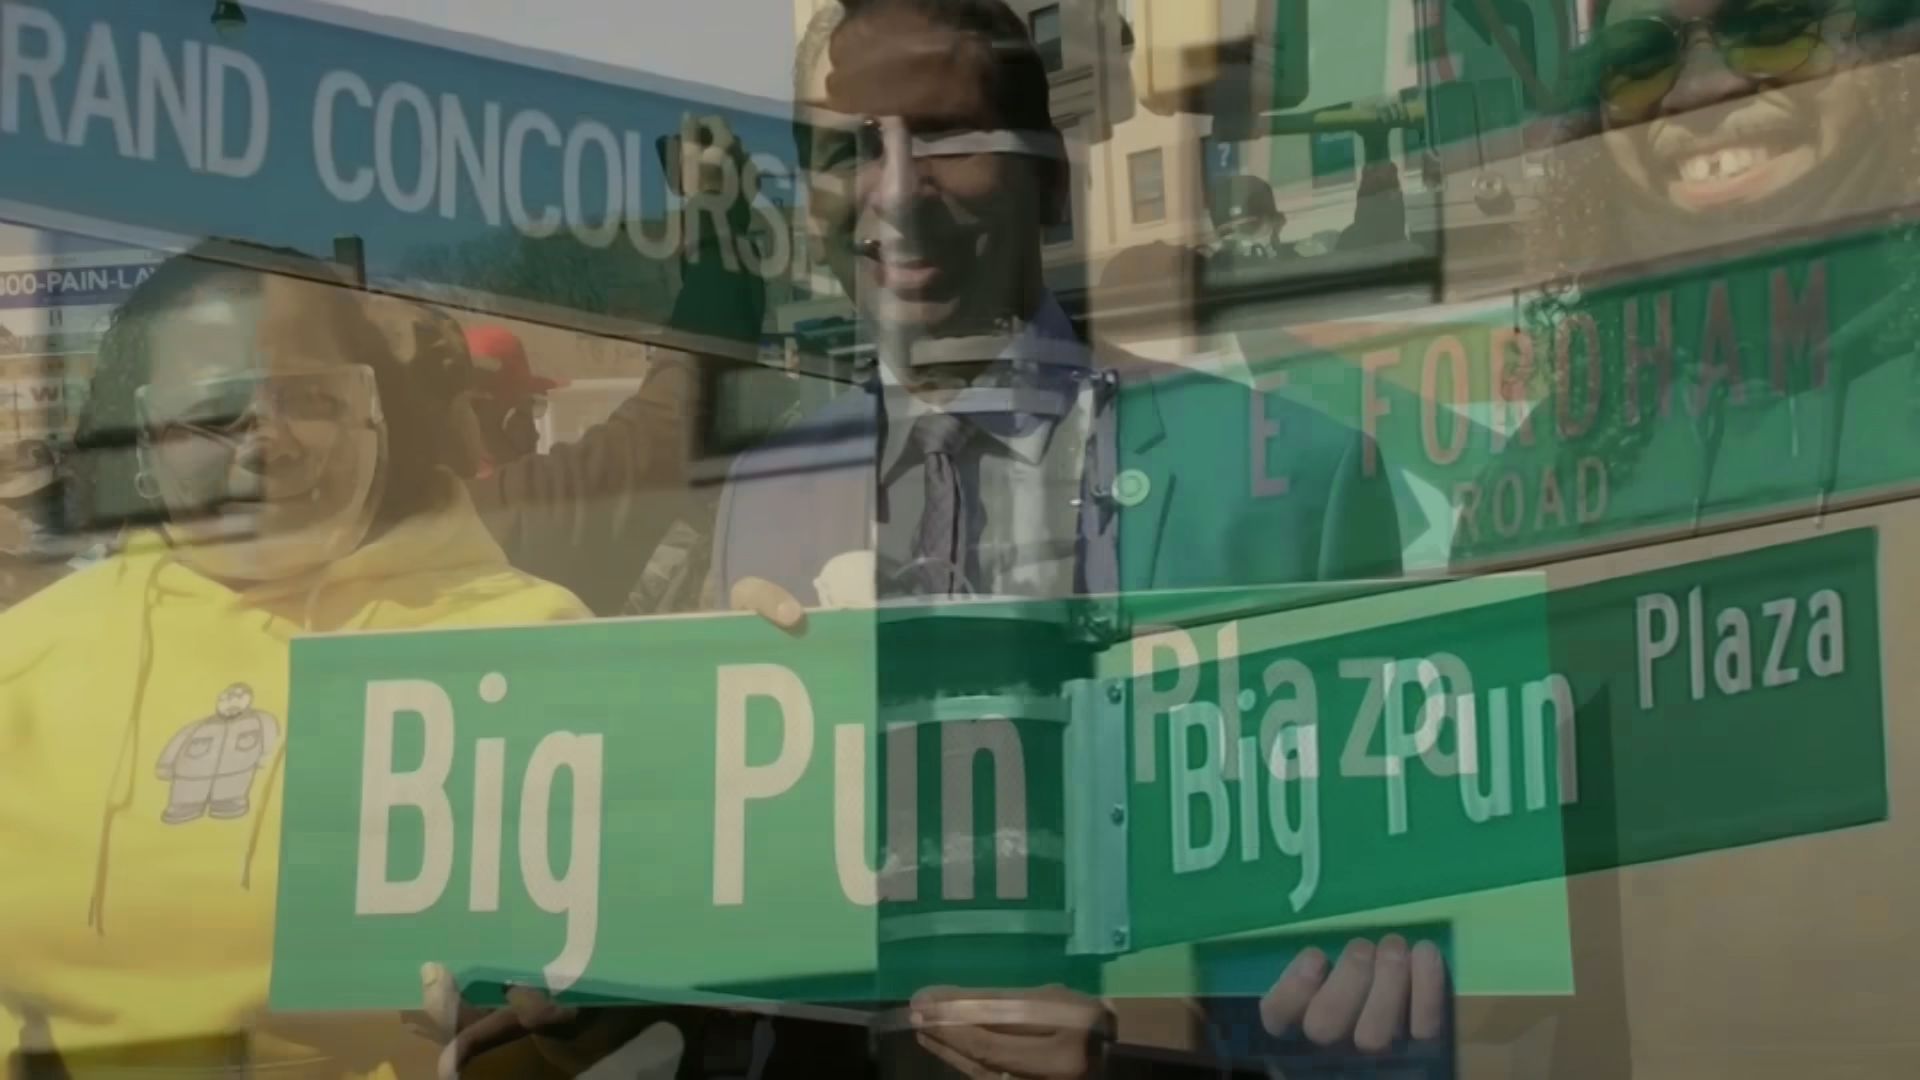 RAND CONCOURSE
800-PAIN-LA
E FORDHAM
ROAD
Big Pun Plaza
Big Pun Plaza